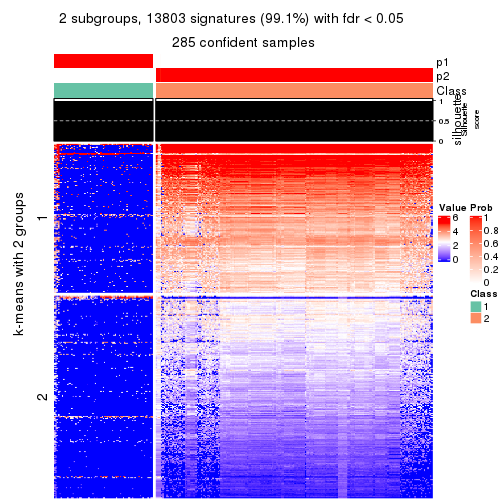 2 subgroups, 13803 signatures (99.1%) with fdr < 0.05
285 confident samples
p1
p2
Class
silhouette
Silhouette
score
1
0.5
0
k-means with 2 groups
1
2
Value
6
4
2
0
Prob
1
0.8
0.6
0.4
0.2
0
Class
1
2